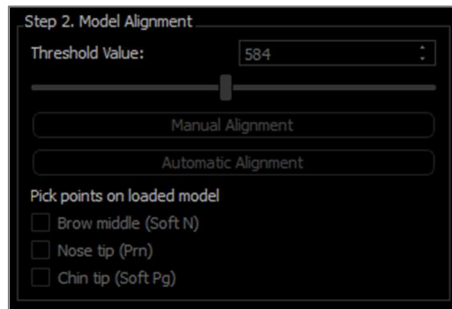 Step 2. Model Alignment
Threshold Value: 584
Manual Alignment
Automatic Alignment
Pick points on loaded model
Brow middle (Soft N)
Nose tip (Prn)
Chin tip (Soft Pg)